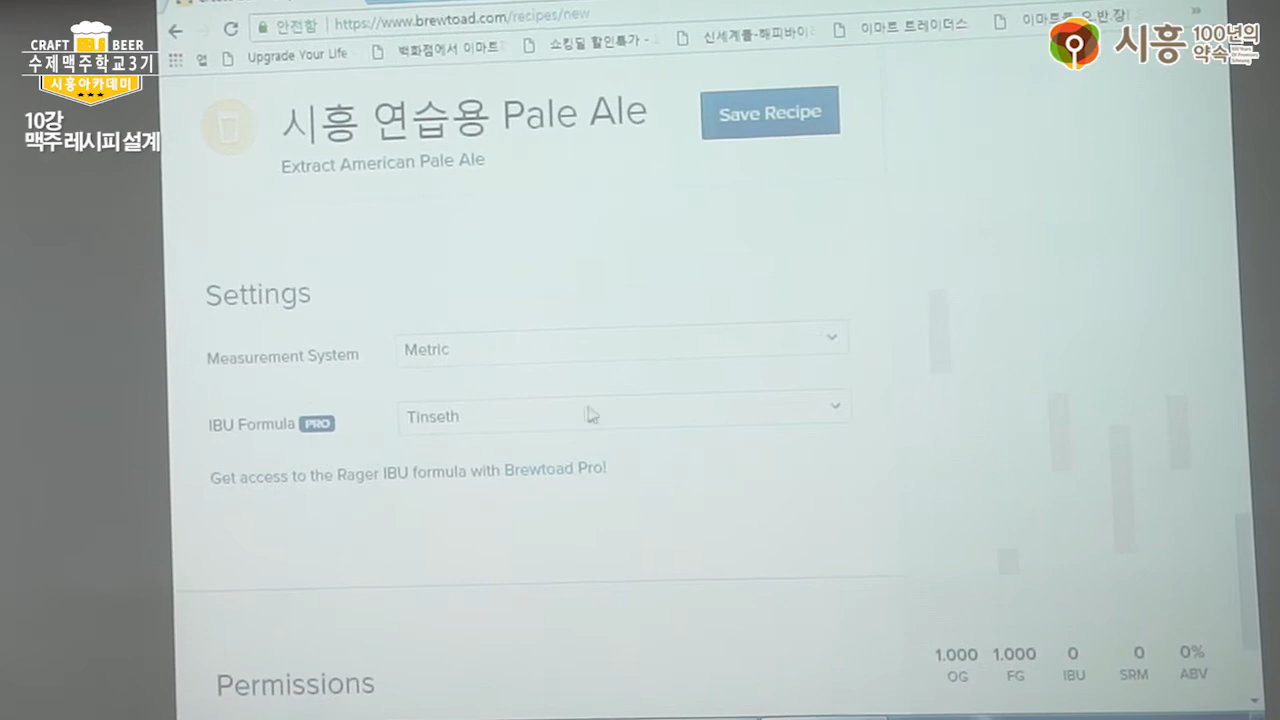 CRAFT BEER
수제맥주학교3기
시흥아카데미
10강
맥주 레시피 설계
시흥 100년의 약속
안전함 https://www.brewtoad.com/recipes/new
앱 Upgrade Your Life 백화점에서 이마트 쇼킹딜 할인특가 - 신세계몰-해피바이 이마트 트레이더스
시흥 연습용 Pale Ale
Save Recipe
Extract American Pale Ale
Settings
Measurement System Metric
IBU Formula PRO Tinseth
Get access to the Rager IBU formula with Brewtoad Pro!
Permissions
1.000 1.000 0 0 0%
OG FG IBU SRM ABV